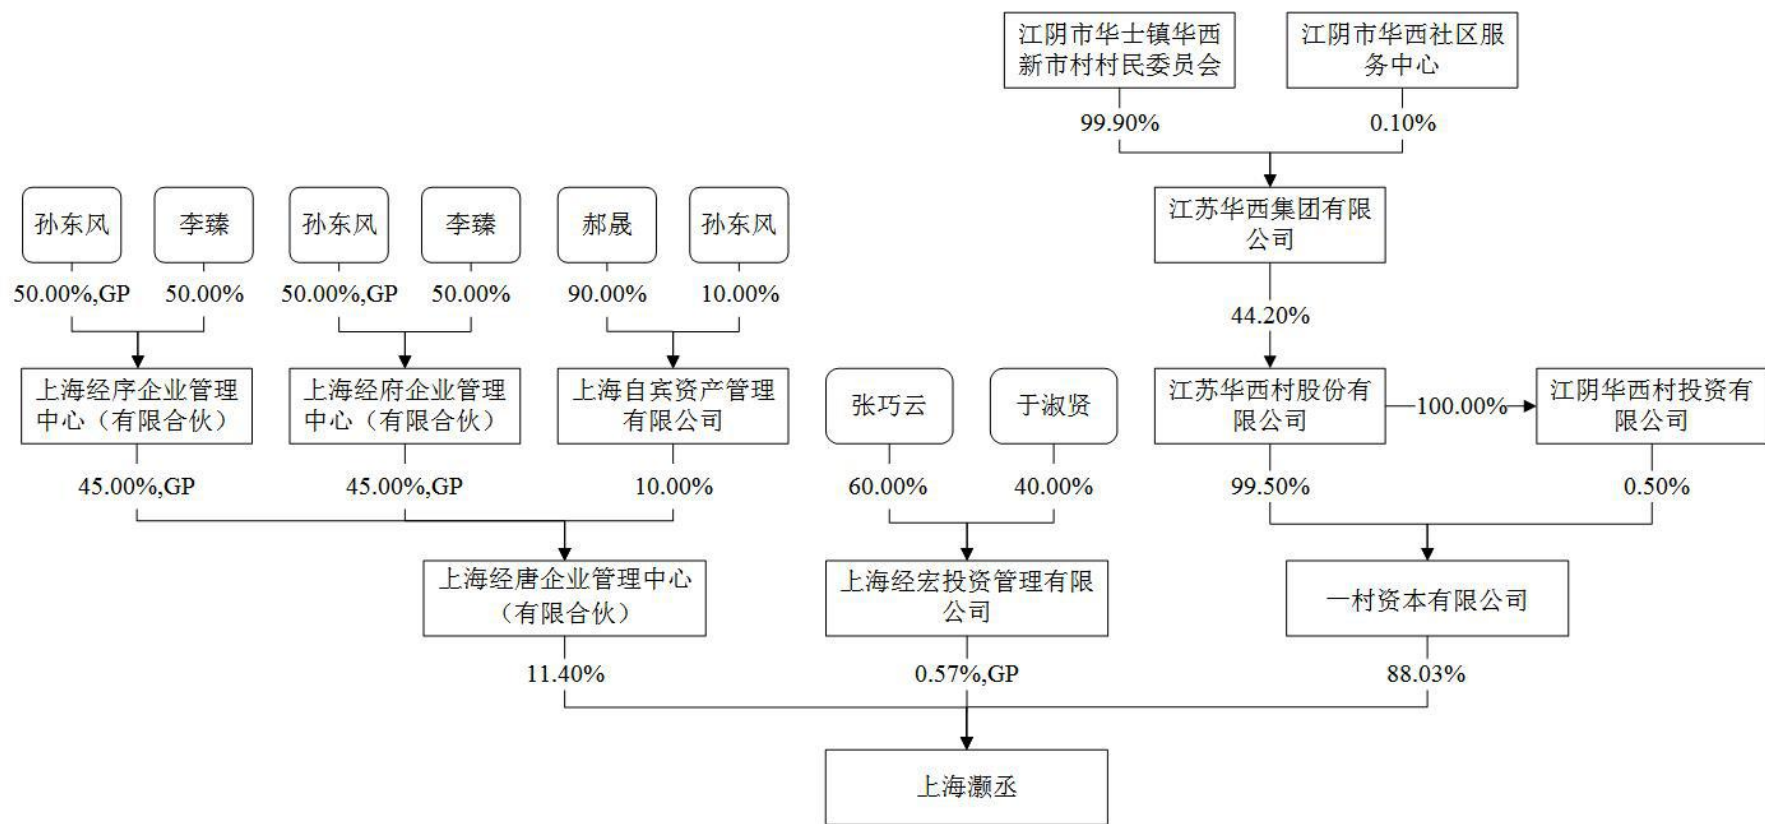 江阴市华士镇华西
新市村村民委员会
江阴市华西社区服
务中心
99.90%
0.10%
江苏华西集团有限
公司
孙东风
李臻
孙东风
李臻
郝晟
孙东风
50.00%,GP
50.00%
50.00%,GP
50.00%
90.00%
10.00%
44.20%
上海经序企业管理
中心（有限合伙）
上海经府企业管理
中心（有限合伙）
上海自宾资产管理
有限公司
张巧云
于淑贤
江苏华西村股份有
限公司
100.00%
江阴华西村投资有
限公司
45.00%,GP
45.00%,GP
10.00%
60.00%
40.00%
99.50%
0.50%
上海经唐企业管理中心
（有限合伙）
上海经宏投资管理有限
公司
一村资本有限公司
11.40%
0.57%,GP
88.03%
上海灏丞